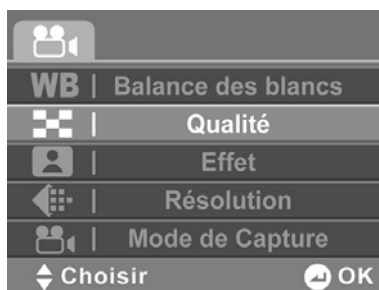 WB | Balance des blancs
| Qualité
| Effet
| Résolution
| Mode de Capture
Choisir OK